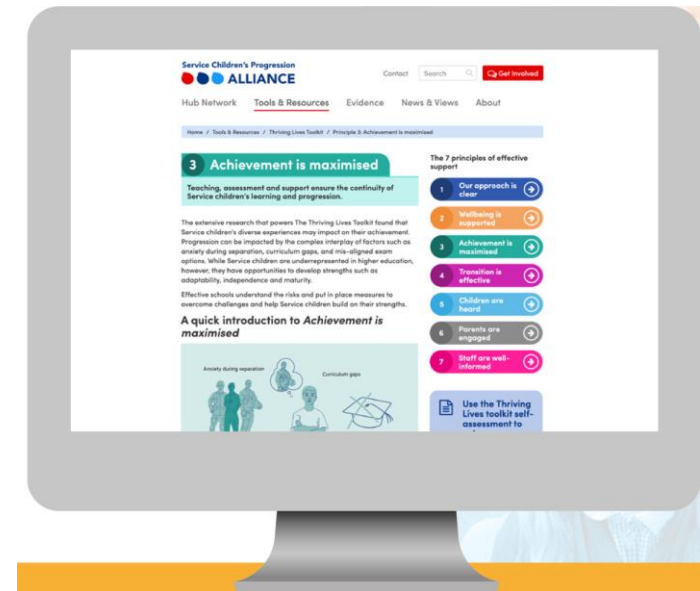 Service Children's Progression
ALLIANCE
Contact
Search
Get Involved
Hub Network
Tools & Resources
Evidence
News & Views
About
Home / Tools & Resources / Thriving Lives Toolkit / Principle 3: Achievement is maximised
3 Achievement is maximised
Teaching, assessment and support ensure the continuity of
Service children's learning and progression.
The extensive research that powers The Thriving Lives Toolkit found that
Service children's diverse experiences may impact on their achievement.
Progression can be impacted by the complex interplay of factors such as
anxiety during separation, curriculum gaps, and mis-aligned exam
options. While Service children are underrepresented in higher education,
however, they have opportunities to develop strengths such as
adaptability, independence and maturity.
Effective schools understand the risks and put in place measures to
overcome challenges and help Service children build on their strengths.
A quick introduction to Achievement is
maximised
Anxiety during separation
Curriculum gaps
The 7 principles of effective
support
1 Our approach is
clear
2 Wellbeing is
supported
3 Achievement is
maximised
4 Transition is
effective
5 Children are
heard
6 Parents are
engaged
7 Staff are well-
informed
Use the Thriving
Lives toolkit self-
assessment to